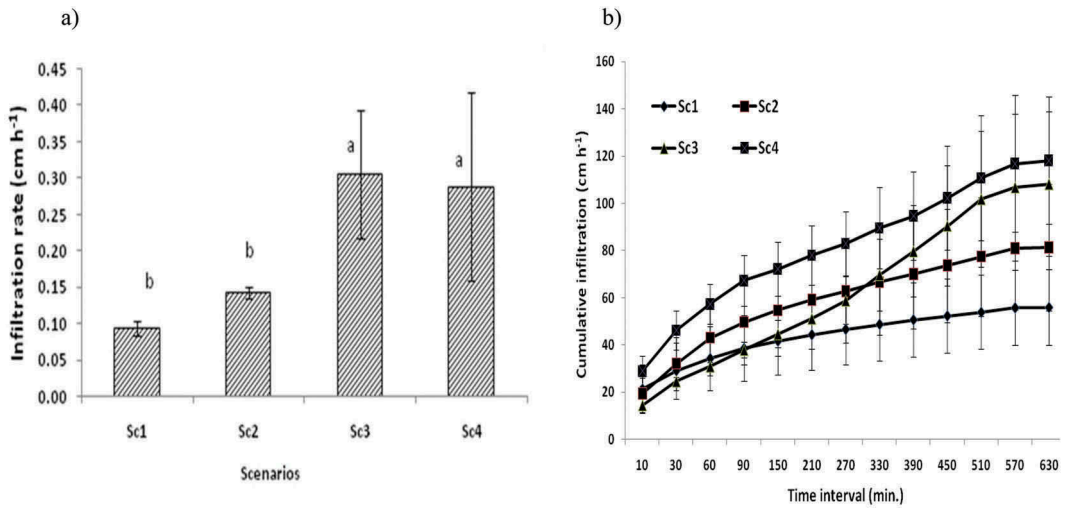 a)
Infiltration rate (cm h-1)
0.45
0.40
0.35
0.30
0.25
0.20
0.15
0.10
0.05
0.00
b
b
a
a
Sc1 Sc2 Sc3 Sc4
Scenarios
b)
Cumulative infiltration (cm h-1)
160
140
120
100
80
60
40
20
0
Sc1 Sc2
Sc3 Sc4
10 30 60 90 150 210 270 330 390 450 510 570 630
Time interval (min.)